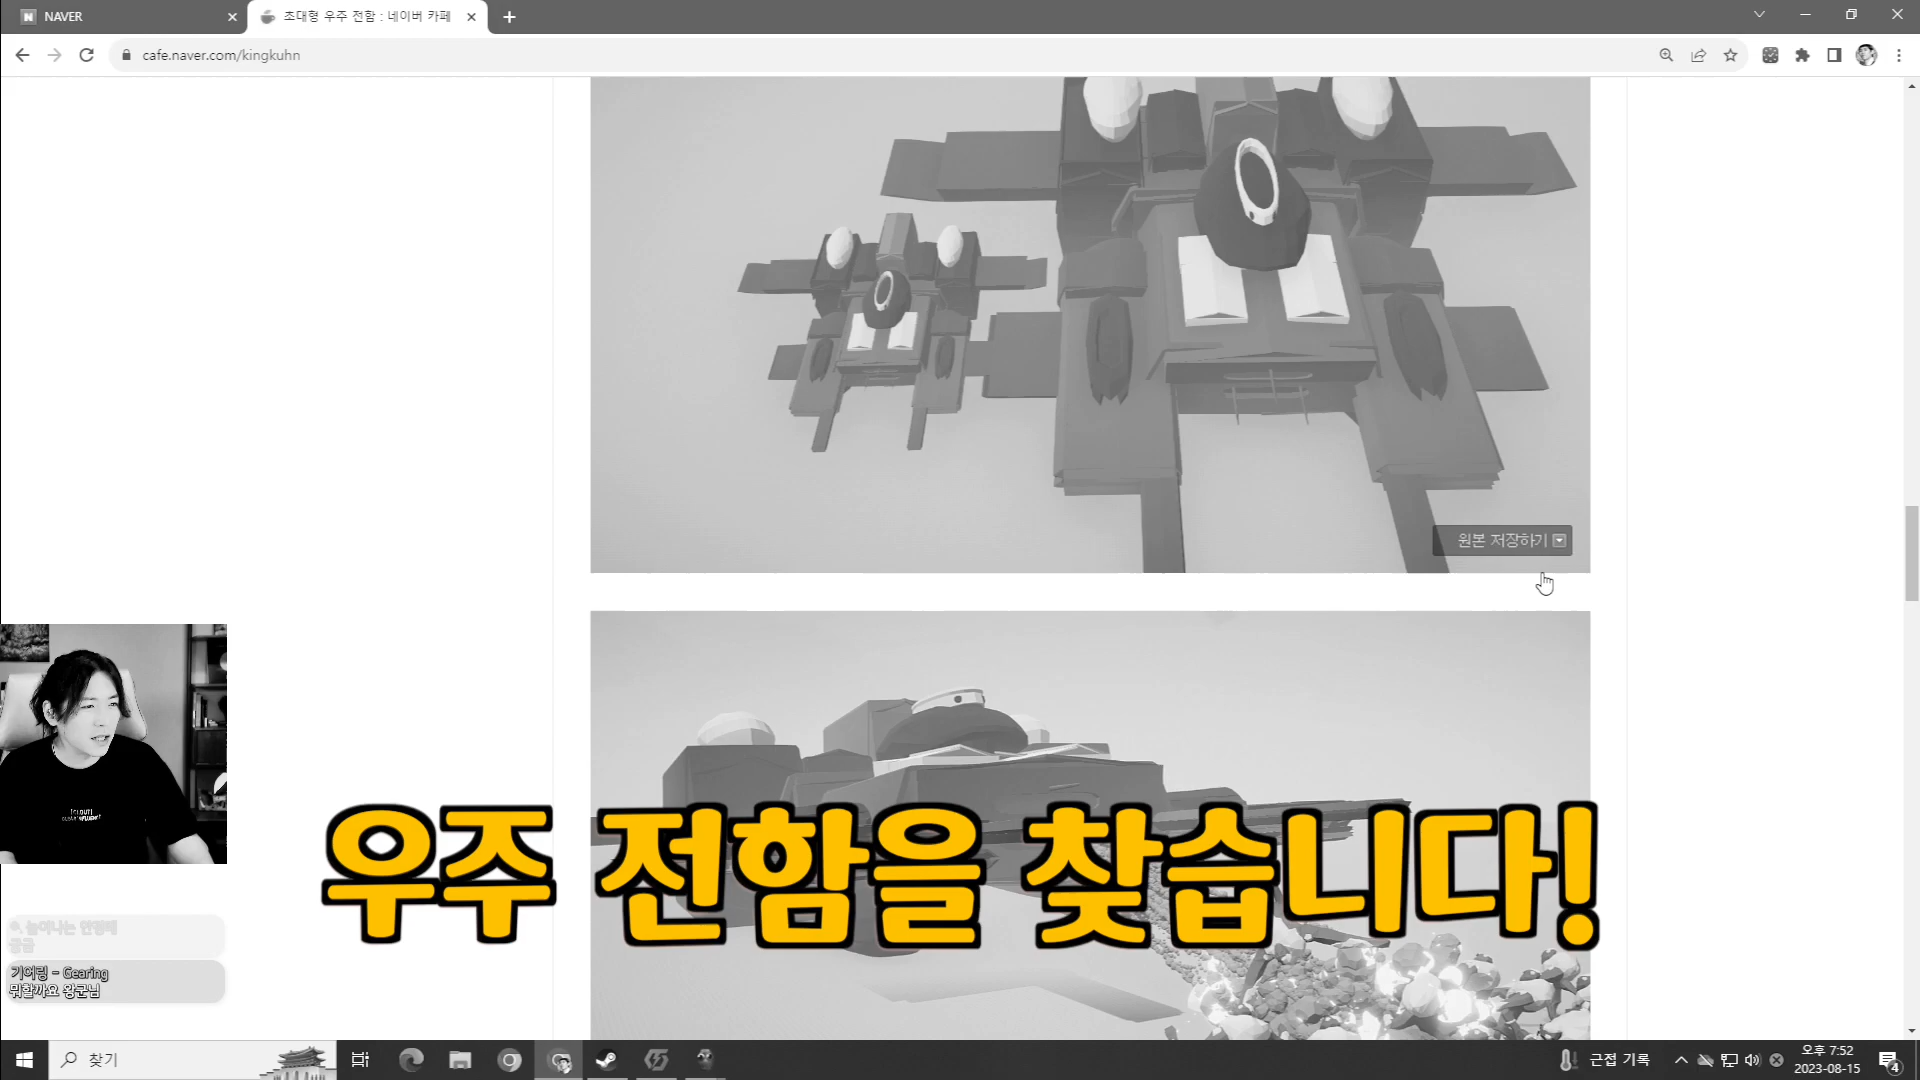 NAVER
초대형 우주 전함 : 네이버 카페
cafe.naver.com/kingkuhn
원본 저장하기
우주 전함을 찾습니다!
기어링 - Gearing
뭐할까요 왕군님
찾기
근접 기록
오후 7:52
2023-08-15
4